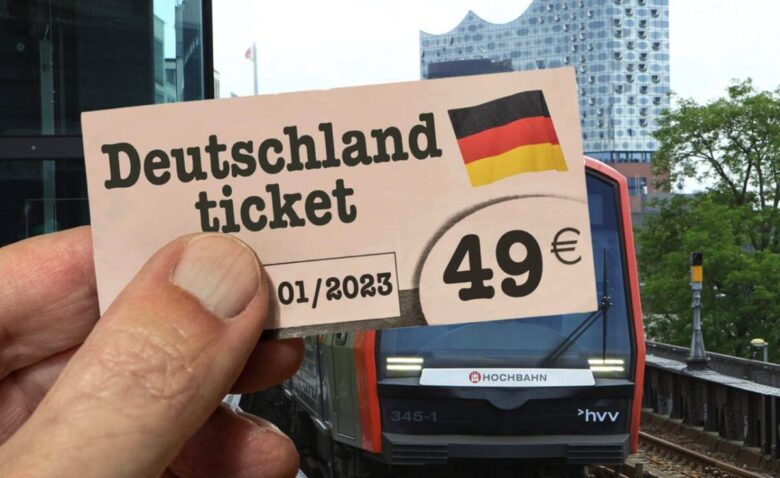 Deutschland
ticket
01/2023
49 €
HOCHBAHN
345-1
hvv